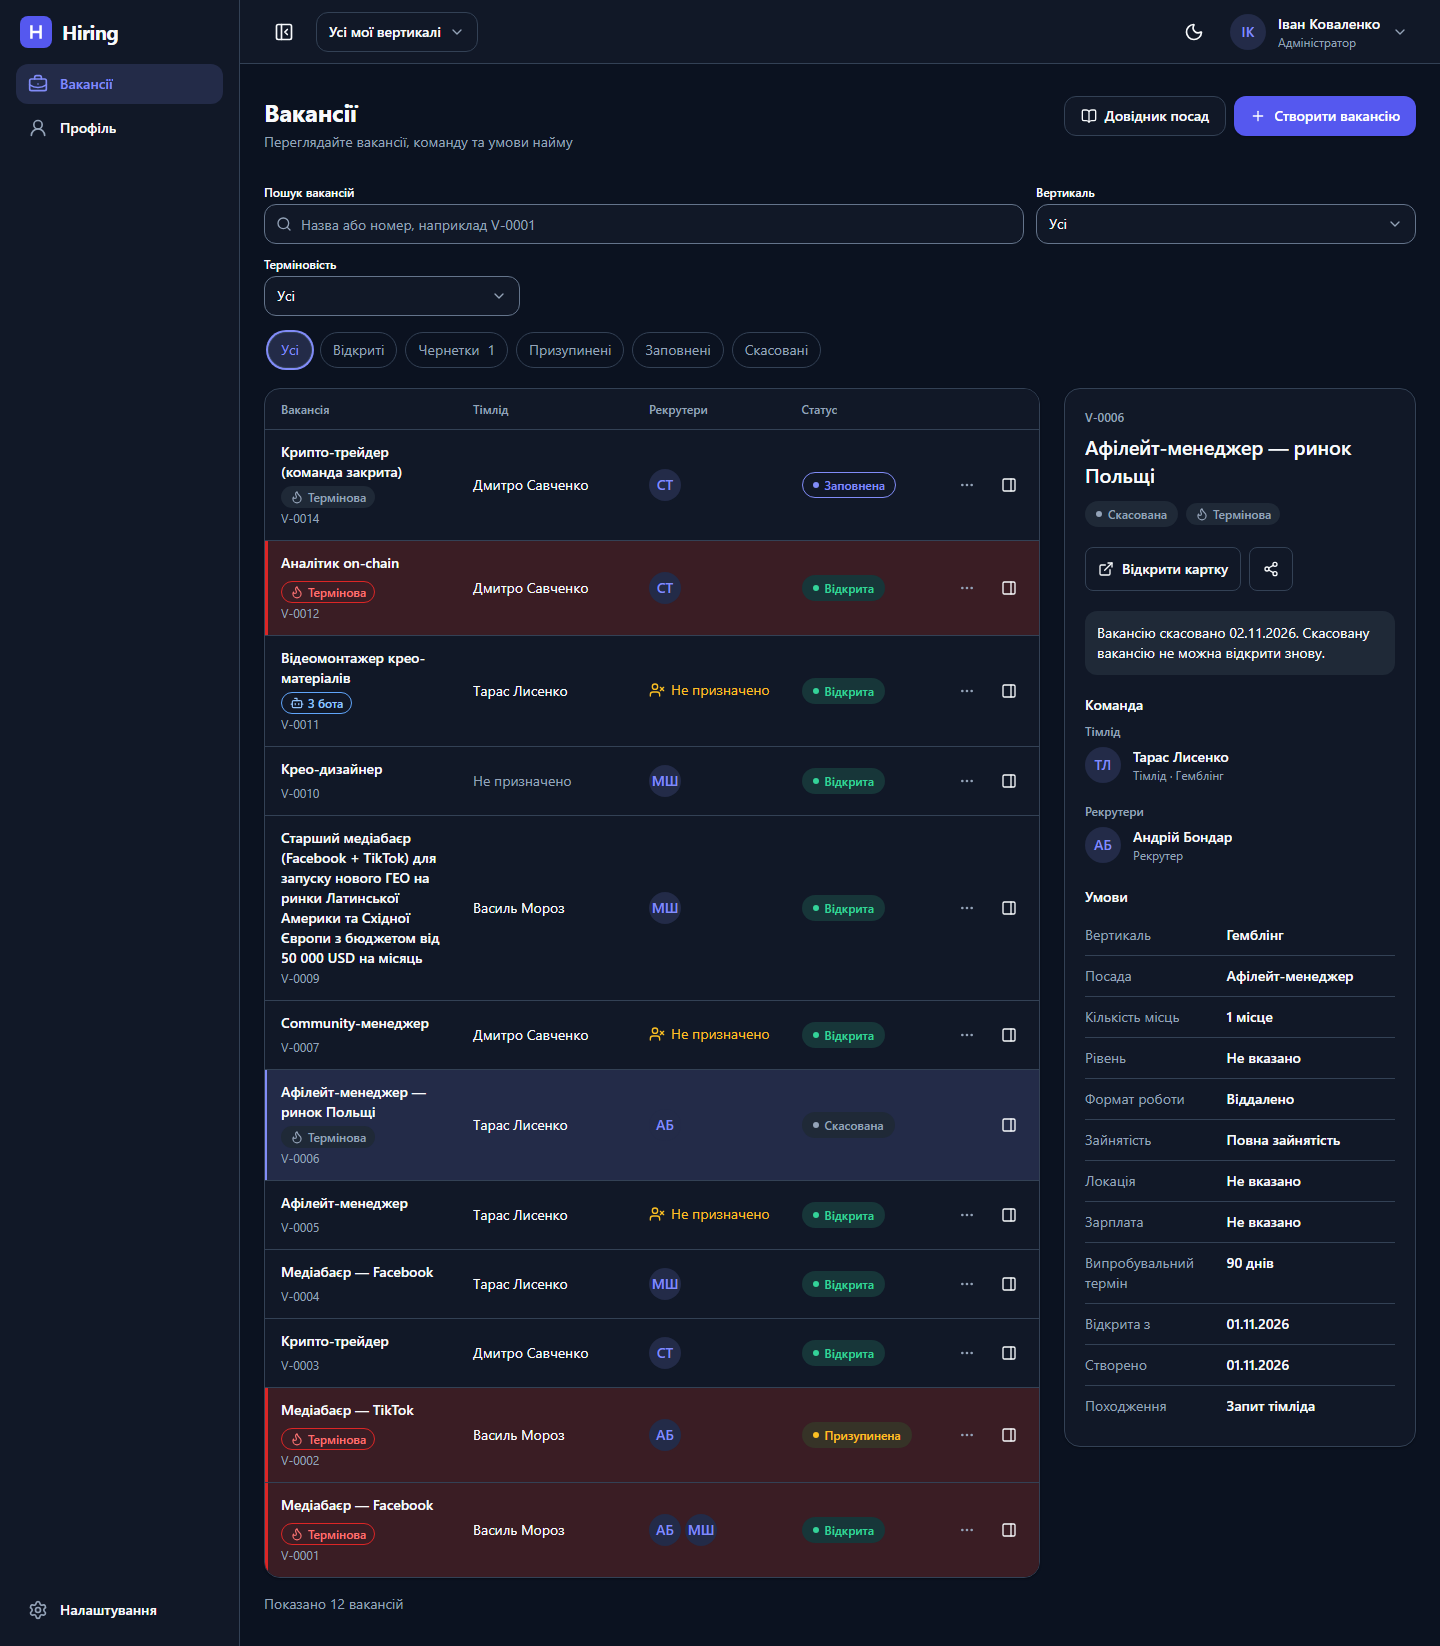 H Hiring
Вакансії
Профіль
Налаштування
Усі мої вертикалі
ІК
Іван Коваленко
Адміністратор
Вакансії
Переглядайте вакансії, команду та умови найму
Довідник посад
Створити вакансію
Пошук вакансій
Назва або номер, наприклад V-0001
Вертикаль
Усі
Терміновість
Усі
Усі
Відкриті
Чернетки 1
Призупинені
Заповнені
Скасовані
Вакансія Тімлід Рекрутери Статус
Крипто-трейдер
(команда закрита)
Термінова
V-0014
Дмитро Савченко
СТ
Заповнена
Аналітик on-chain
Термінова
V-0012
Дмитро Савченко
СТ
Відкрита
Відеомонтажер крео-
матеріалів
3 бота
V-0011
Тарас Лисенко
Не призначено
Відкрита
Крео-дизайнер
V-0010
Не призначено
МШ
Відкрита
Старший медіабаєр
(Facebook + TikTok) для
запуску нового ГЕО на
ринки Латинської
Америки та Східної
Європи з бюджетом від
50 000 USD на місяць
V-0009
Василь Мороз
МШ
Відкрита
Community-менеджер
V-0007
Дмитро Савченко
Не призначено
Відкрита
Афілейт-менеджер —
ринок Польщі
Термінова
V-0006
Тарас Лисенко
АБ
Скасована
Афілейт-менеджер
V-0005
Тарас Лисенко
Не призначено
Відкрита
Медіабаєр — Facebook
V-0004
Тарас Лисенко
МШ
Відкрита
Крипто-трейдер
V-0003
Дмитро Савченко
СТ
Відкрита
Медіабаєр — TikTok
Термінова
V-0002
Василь Мороз
АБ
Призупинена
Медіабаєр — Facebook
Термінова
V-0001
Василь Мороз
АБ МШ
Відкрита
Показано 12 вакансій
V-0006
Афілейт-менеджер — ринок
Польщі
Скасована
Термінова
Відкрити картку
Вакансію скасовано 02.11.2026. Скасовану
вакансію не можна відкрити знову.
Команда
Тімлід
ТЛ
Тарас Лисенко
Тімлід · Гемблінг
Рекрутери
АБ
Андрій Бондар
Рекрутер
Умови
Вертикаль Гемблінг
Посада Афілейт-менеджер
Кількість місць 1 місце
Рівень Не вказано
Формат роботи Віддалено
Зайнятість Повна зайнятість
Локація Не вказано
Зарплата Не вказано
Випробувальний
термін
90 днів
Відкрита з 01.11.2026
Створено 01.11.2026
Походження Запит тімліда